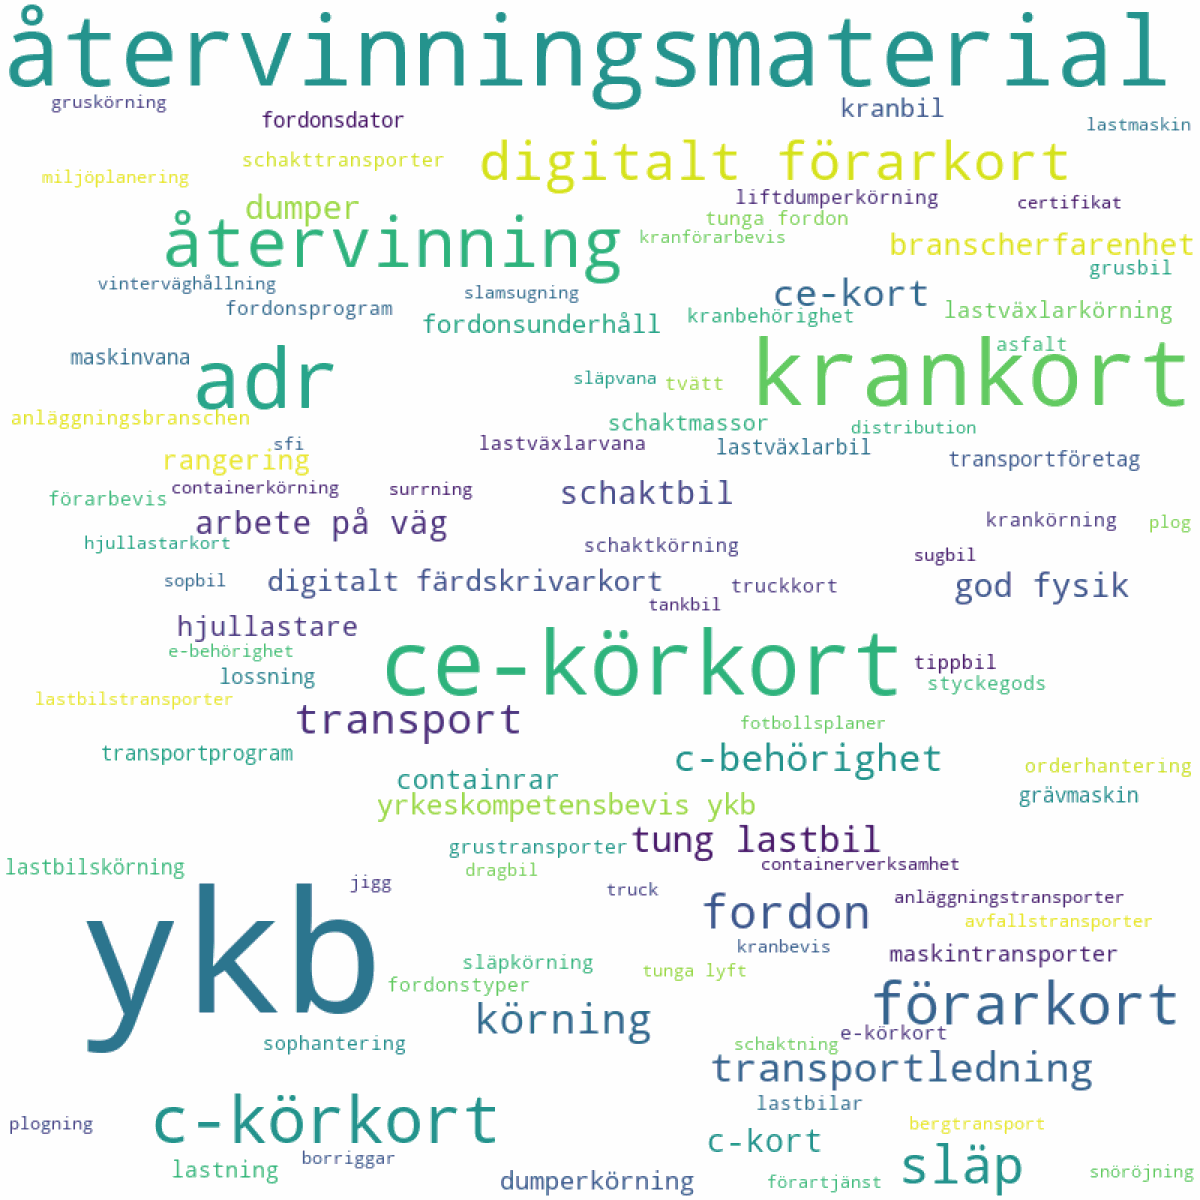 återvinningsmaterial
gruskörning
fordonsdator
kranbil
lastmaskin
schakttransporter
digitalt förarkort
miljöplanering
dumper
liftdumperkörning
certifikat
tunga fordon
återvinning
kranförarbevis
branscherfarenhet
grusbil
vinterväghållning
slamsugning
ce-kort
fordonsprogram
fordonsunderhåll
kranbehörighet
lastväxlarkörning
maskinvana
adr
krankort
asfalt
släpvana
tvätt
anläggningsbranschen
schaktmassor
distribution
sfi
lastväxlarvana
lastväxlarbil
rangering
transportföretag
containerkörning
surrning
schaktbil
förarbevis
arbete på väg
krankörning
plog
hjullastarkort
schaktkörning
sugbil
sopbil
digitalt färdskrivarkort
truckkort
god fysik
tankbil
hjullastare
e-behörighet
ce-körkort
tippbil
lossning
styckegods
lastbilstransporter
transport
fotbollsplaner
transportprogram
c-behörighet
containrar
orderhantering
yrkeskompetensbevis ykb
grävmaskin
grustransporter
tung lastbil
lastbilskörning
dragbil
containerverksamhet
jigg
truck
anläggningstransporter
ykb
fordon
avfallstransporter
kranbevis
maskintransporter
släpkörning
tunga lyft
fordonstyper
förarkort
körning
e-körkort
sophantering
schaktning
transportledning
lastbilar
c-körkort
plogning
bergtransport
c-kort
borriggar
släp
lastning
snöröjning
dumperkörning
förartjänst